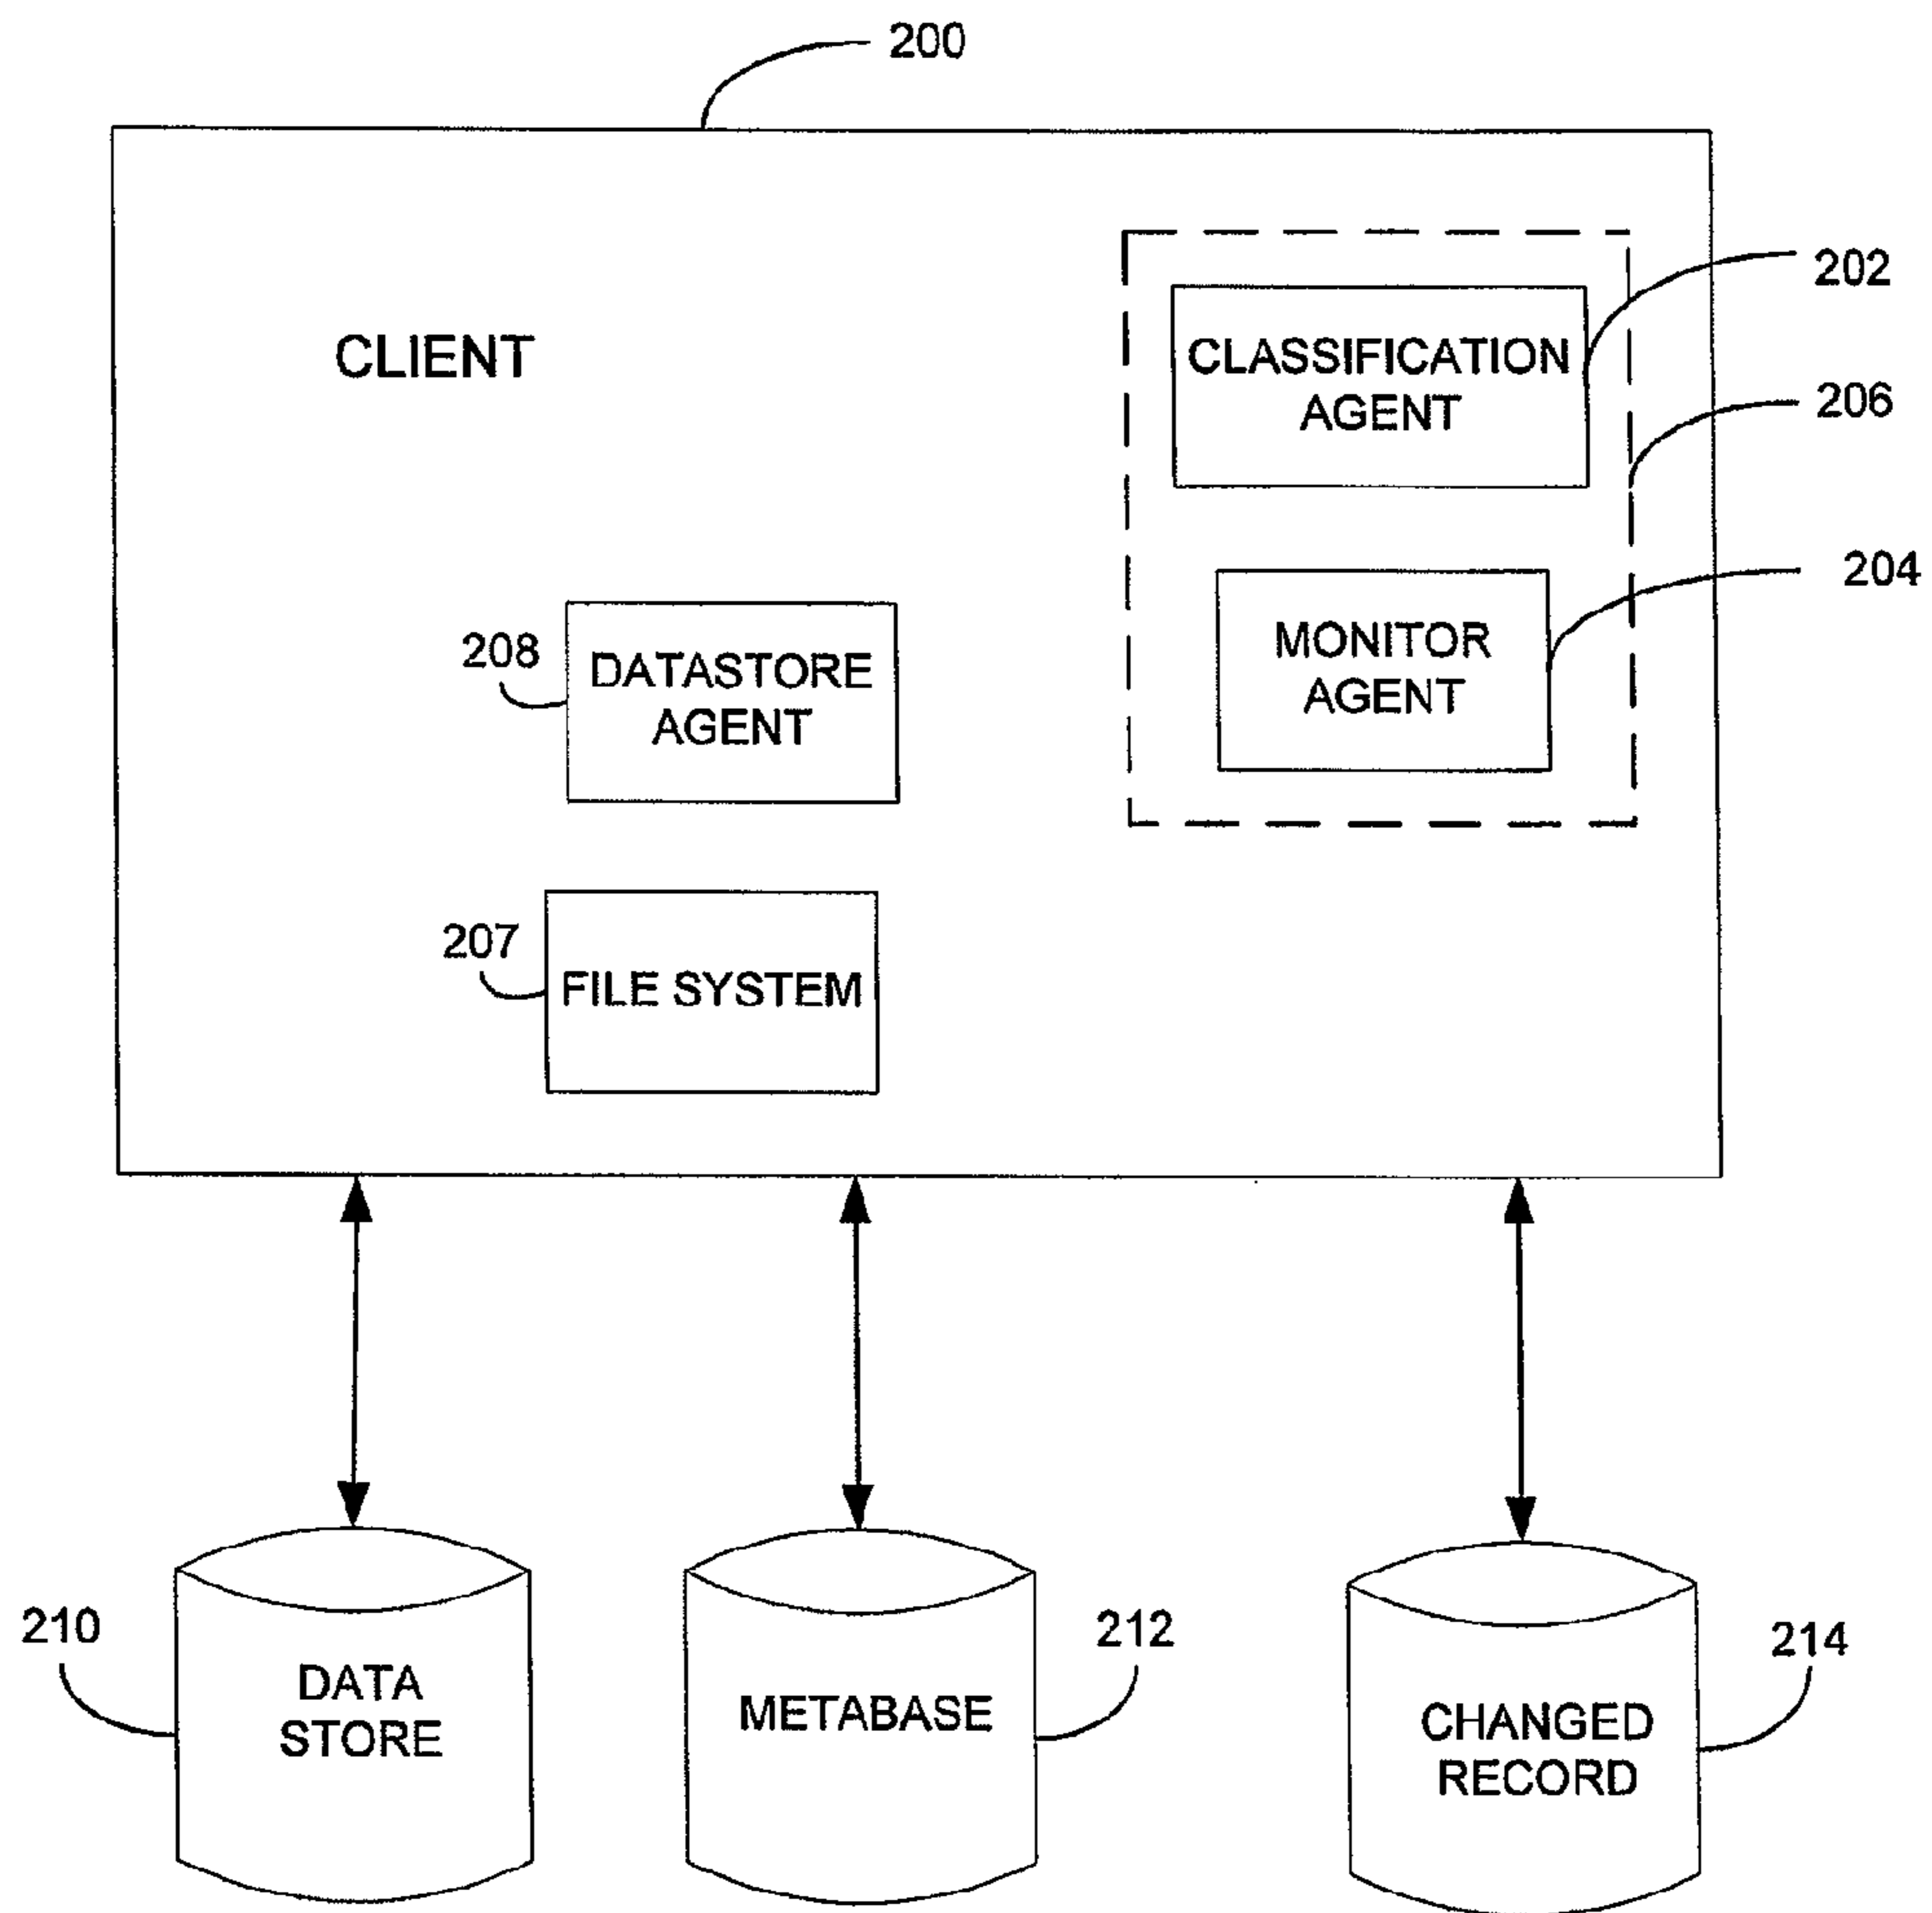 200
202
CLIENT
CLASSIFICATION
AGENT
206
204
208
DATASTORE
AGENT
MONITOR
AGENT
207
FILE SYSTEM
210
DATA
STORE
212
METABASE
214
CHANGED
RECORD